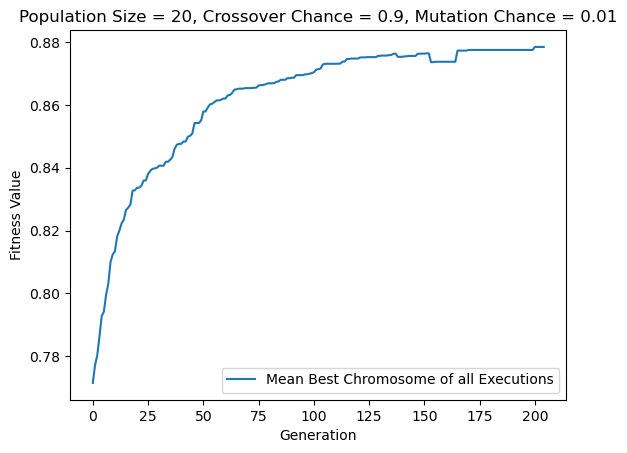 Population Size = 20, Crossover Chance = 0.9, Mutation Chance = 0.01
0.88
0.86
0.84
0.82
0.80
0.78
Fitness Value
Mean Best Chromosome of all Executions
0 25 50 75 100 125 150 175 200
Generation